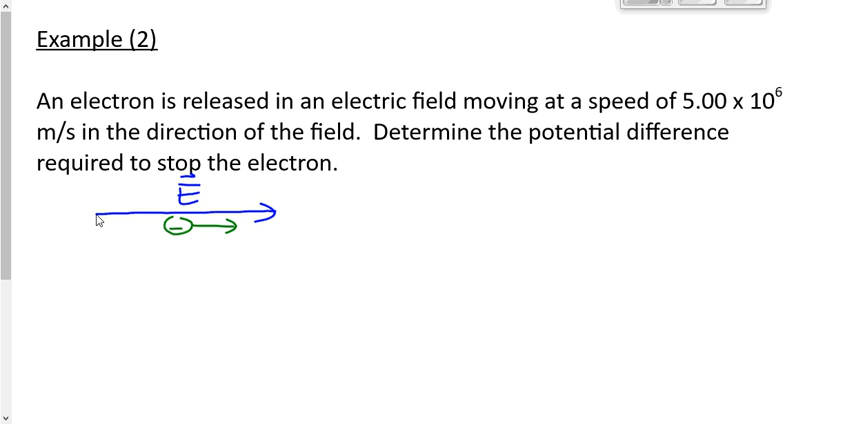 Example (2)
An electron is released in an electric field moving at a speed of 5.00 x 10⁶
m/s in the direction of the field.  Determine the potential difference
required to stop the electron.
E⃗
−